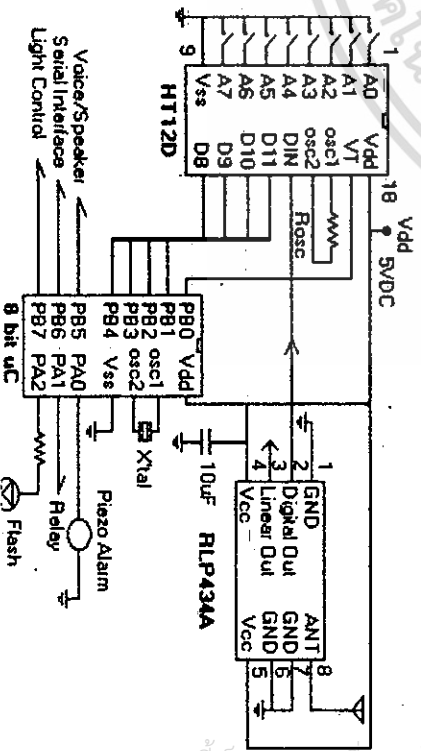 1
18
Vdd
5VDC
A0 Vdd
A1 VT
A2 osc1
A3 osc2
A4 DIN
A5 D11
A6 D10
A7 D9
Vss D8
9
HT12D
Rosc
PB0 Vdd
PB1
PB2 osc1
PB3 osc2
PB4 Vss
PB5 PA0
PB6 PA1
PB7 PA2
8 bit uC
X'tal
10uF
Voice/Speaker
Serial Interface
Light Control
Piezo Alarm
Relay
Flash
1 GND ANT 8
2 Digital Out GND 7
3 Linear Out GND 6
4 Vcc Vcc 5
RLP434A